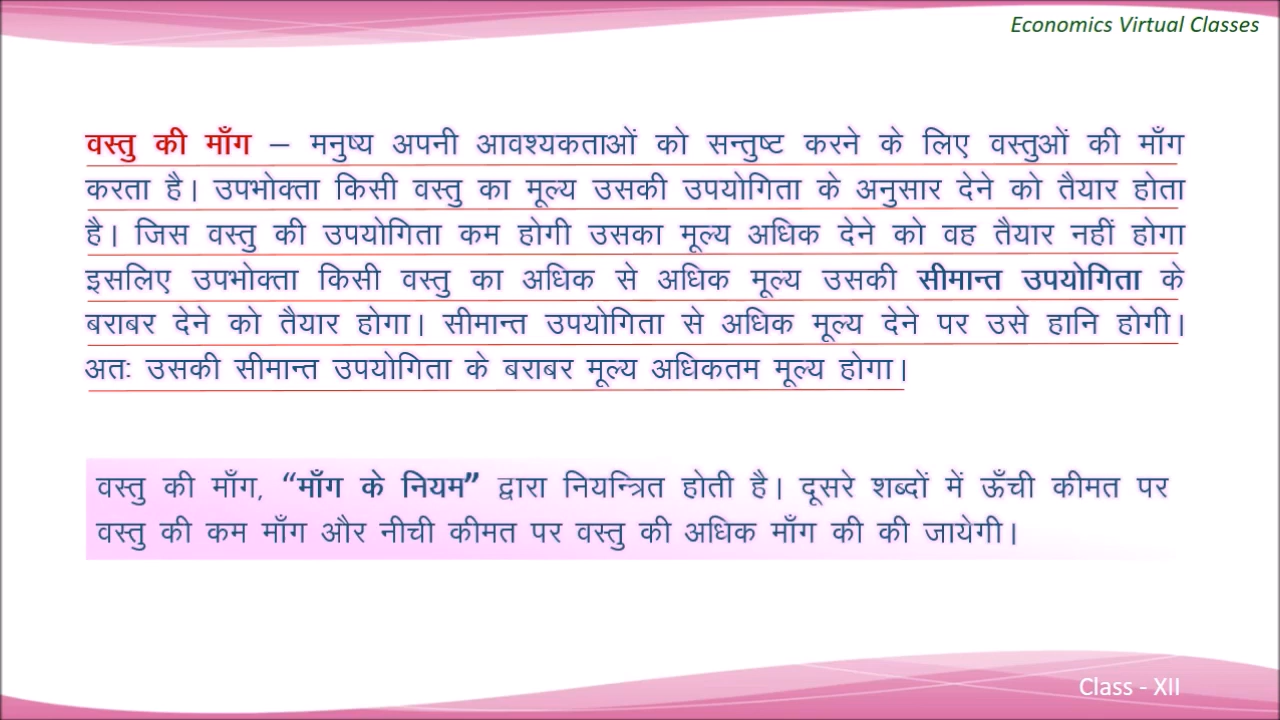 Economics Virtual Classes
वस्तु की माँग – मनुष्य अपनी आवश्यकताओं को सन्तुष्ट करने के लिए वस्तुओं की माँग
करता है। उपभोक्ता किसी वस्तु का मूल्य उसकी उपयोगिता के अनुसार देने को तैयार होता
है। जिस वस्तु की उपयोगिता कम होगी उसका मूल्य अधिक देने को वह तैयार नहीं होगा
इसलिए उपभोक्ता किसी वस्तु का अधिक से अधिक मूल्य उसकी सीमान्त उपयोगिता के
बराबर देने को तैयार होगा। सीमान्त उपयोगिता से अधिक मूल्य देने पर उसे हानि होगी।
अतः उसकी सीमान्त उपयोगिता के बराबर मूल्य अधिकतम मूल्य होगा।
वस्तु की माँग, “माँग के नियम” द्वारा नियन्त्रित होती है। दूसरे शब्दों में ऊँची कीमत पर
वस्तु की कम माँग और नीची कीमत पर वस्तु की अधिक माँग की की जायेगी।
Class - XII